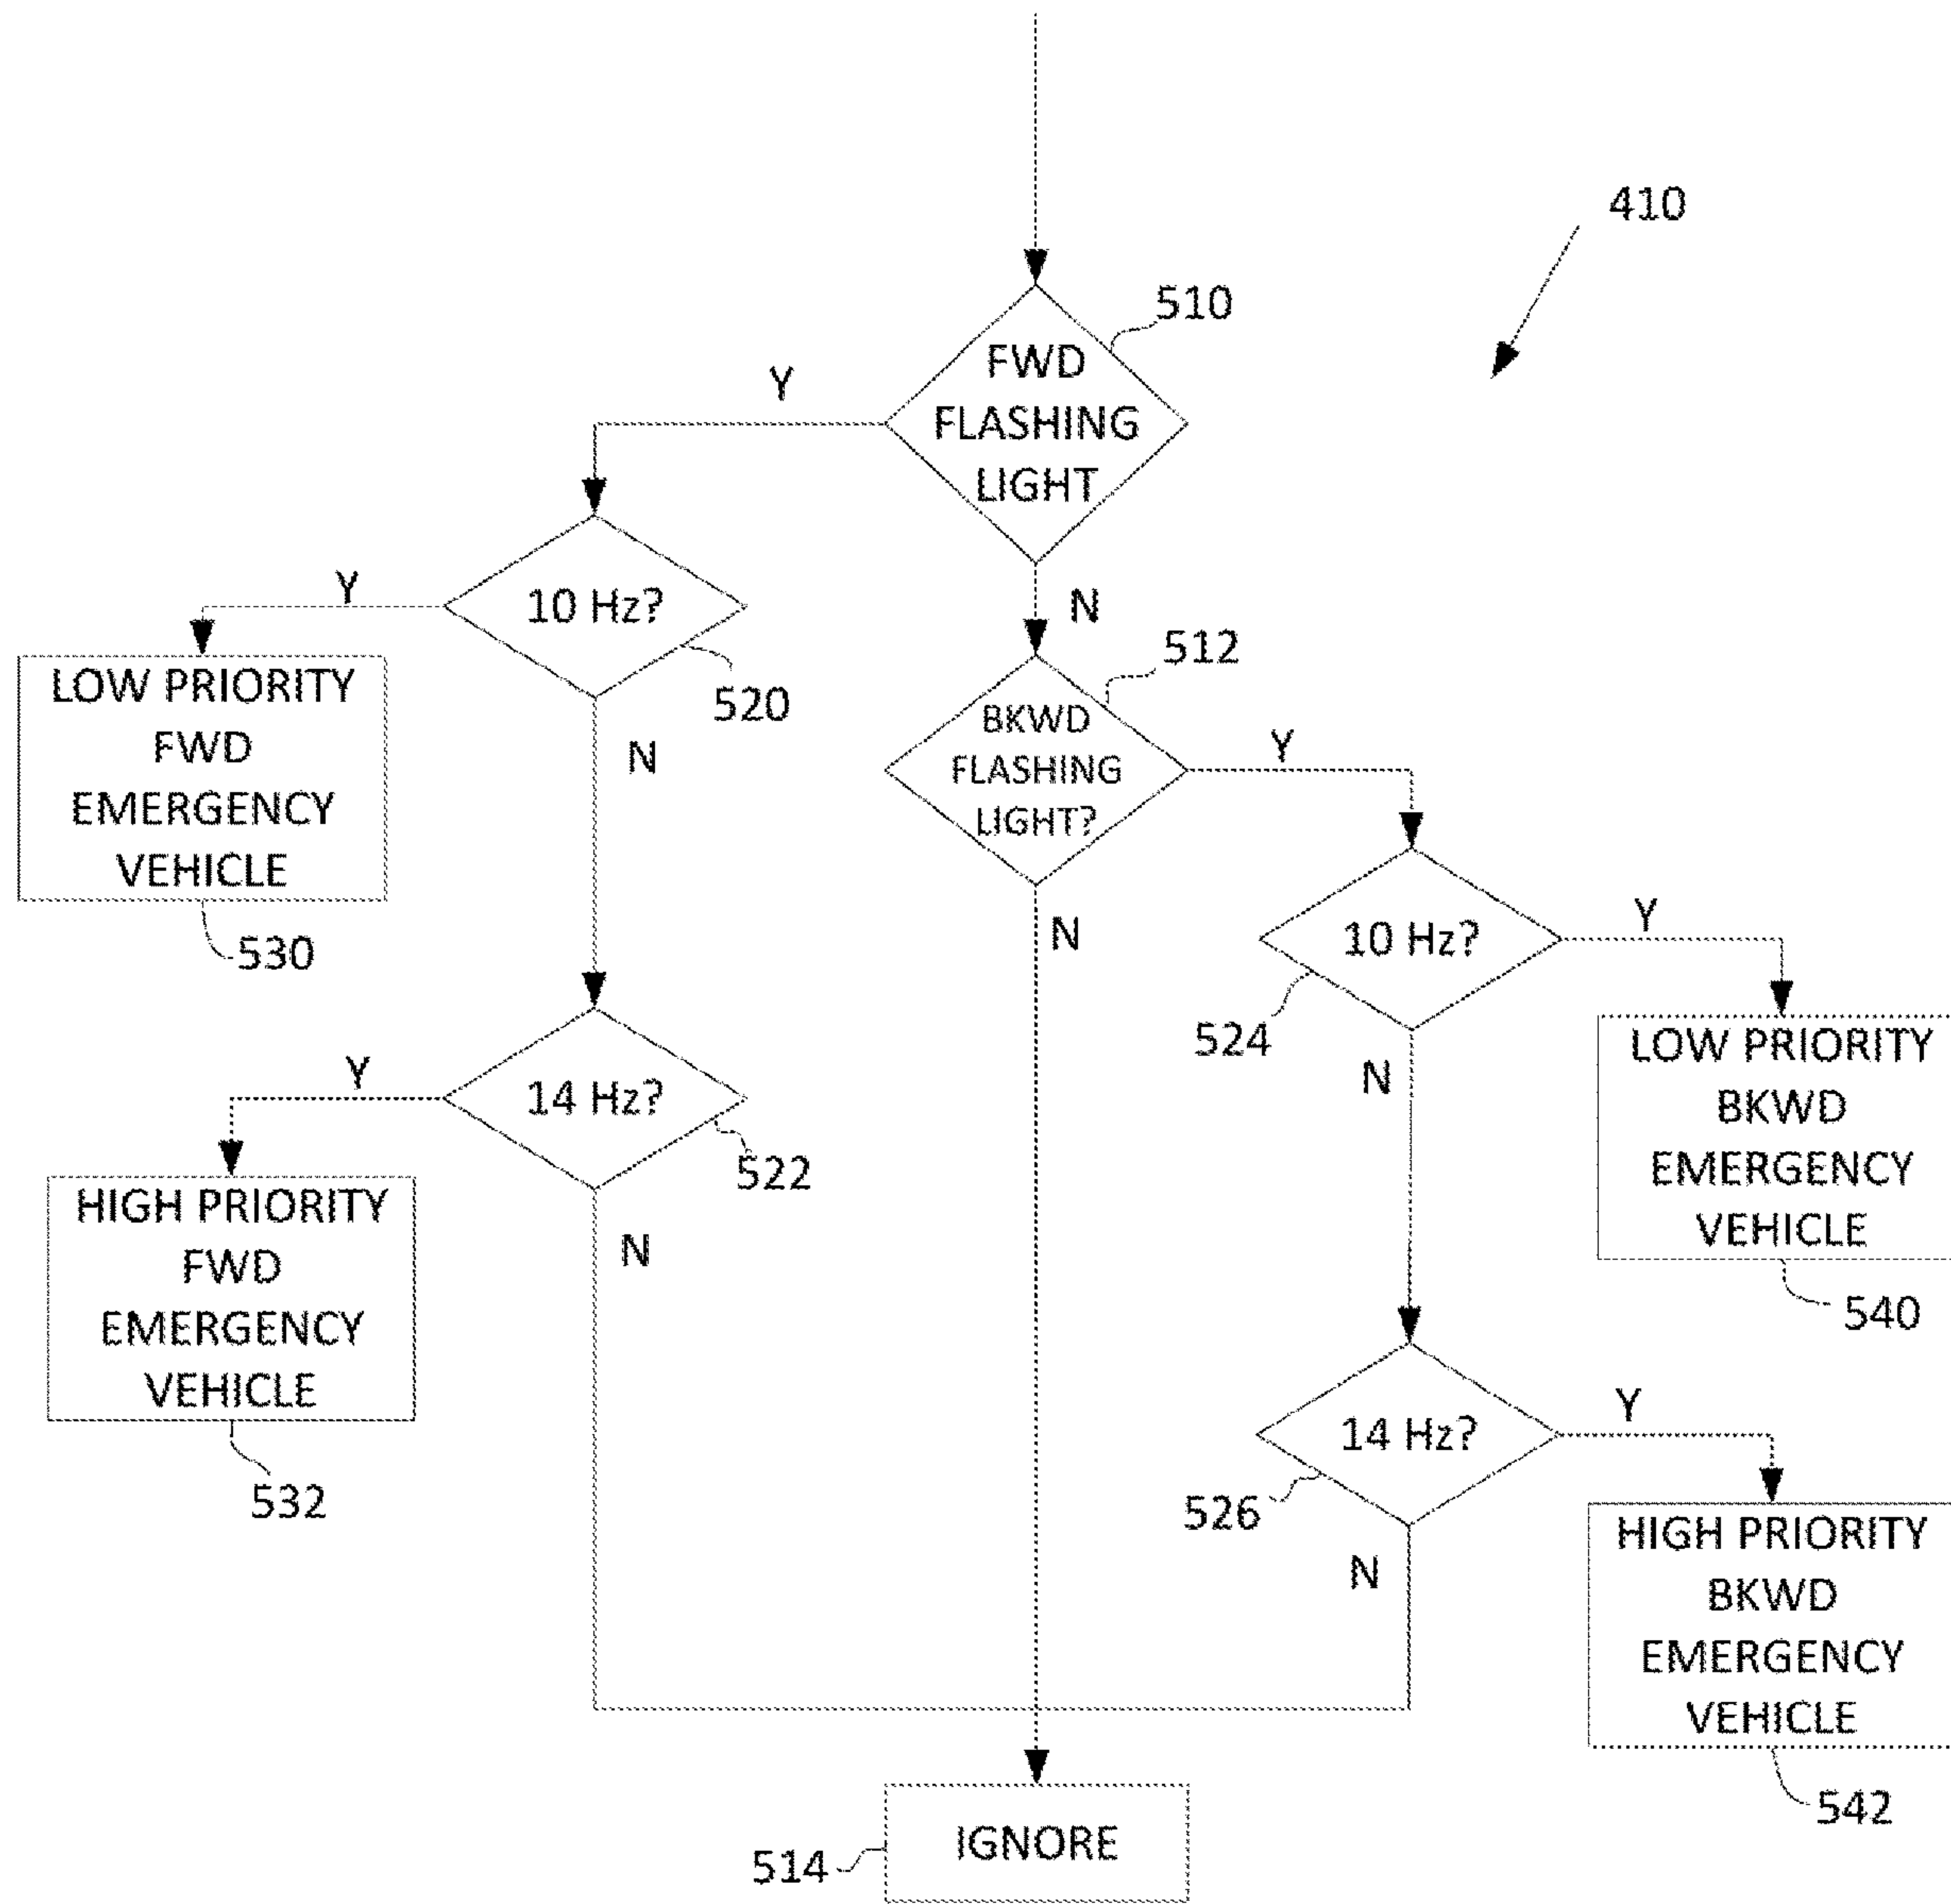 410
510
FWD
FLASHING
LIGHT
Y
N
10 Hz?
Y
520
N
512
BKWD
FLASHING
LIGHT?
Y
N
LOW PRIORITY
FWD
EMERGENCY
VEHICLE
530
10 Hz?
Y
524
N
14 Hz?
Y
522
N
LOW PRIORITY
BKWD
EMERGENCY
VEHICLE
540
HIGH PRIORITY
FWD
EMERGENCY
VEHICLE
532
14 Hz?
Y
526
N
HIGH PRIORITY
BKWD
EMERGENCY
VEHICLE
542
IGNORE
514